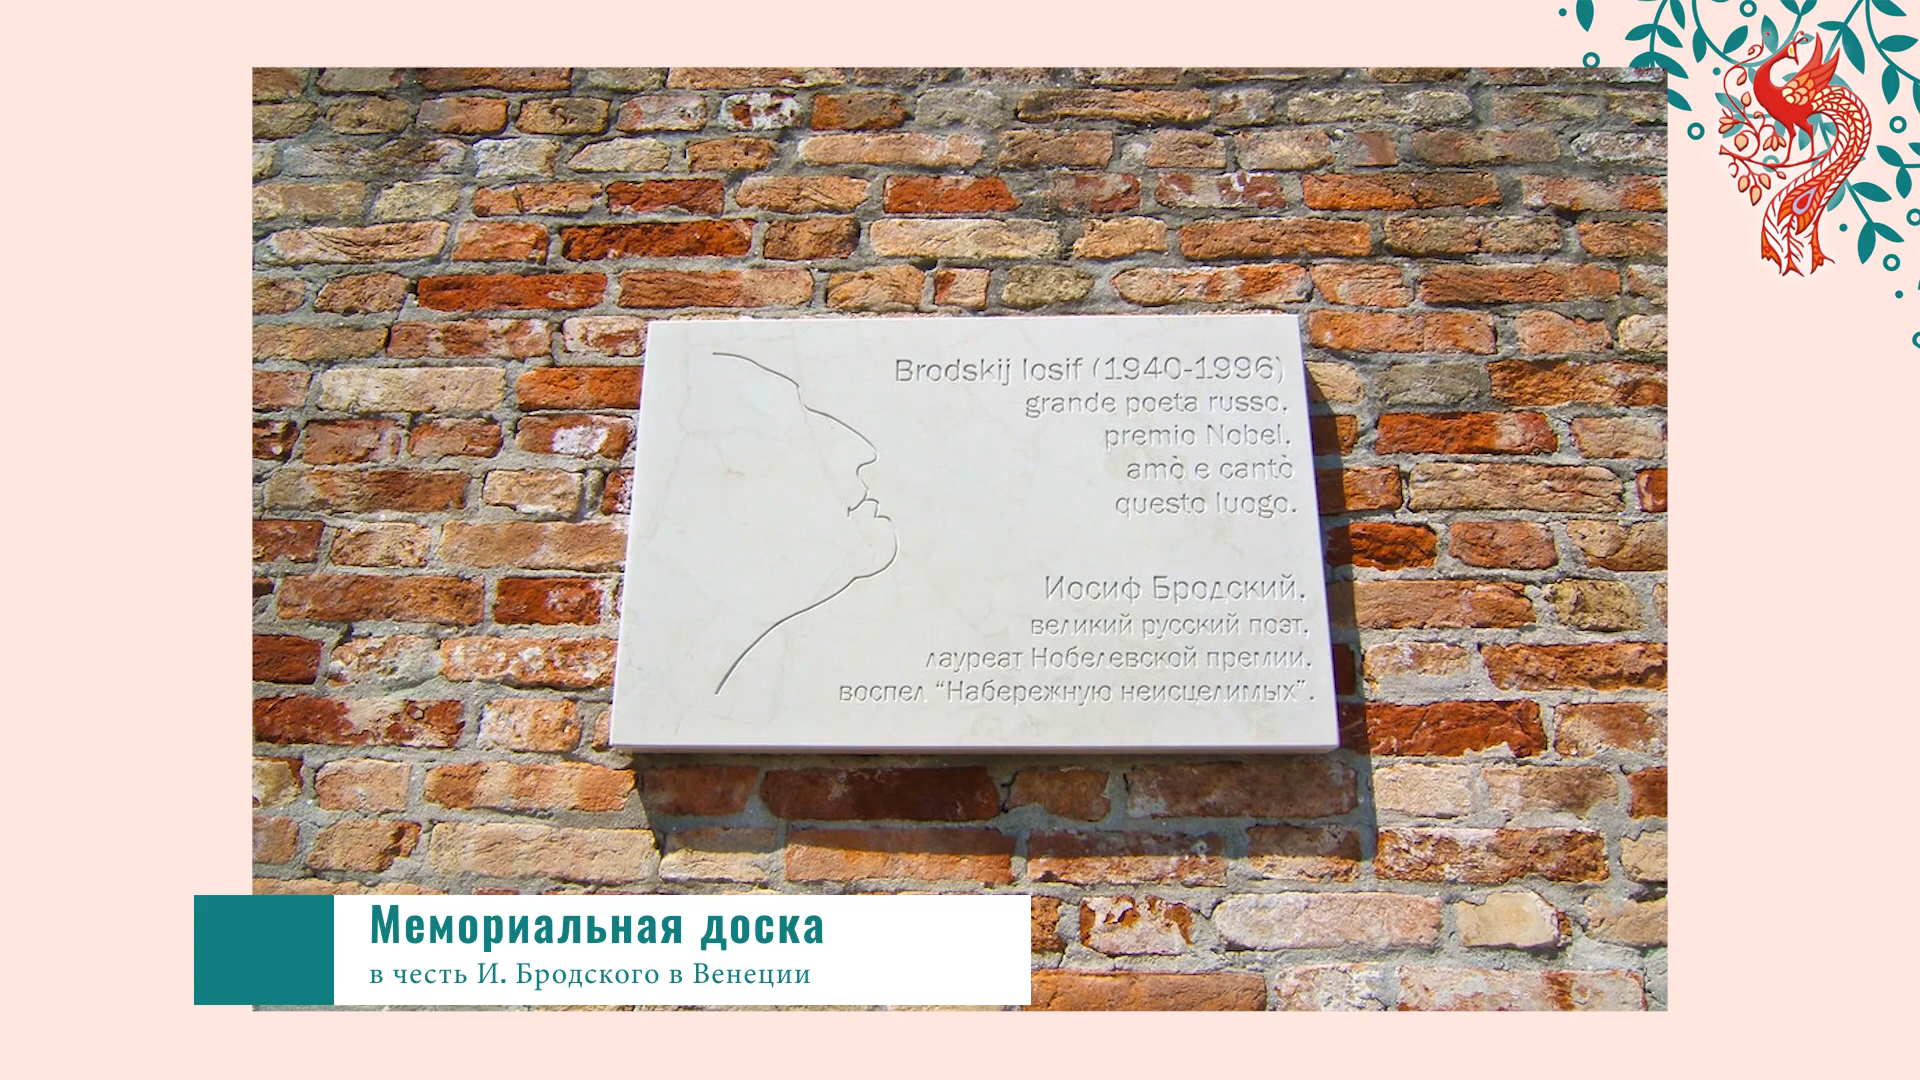 Brodskij Iosif (1940-1996)
grande poeta russo,
premio Nobel,
amò e cantò
questo luogo.
Иосиф Бродский,
великий русский поэт,
лауреат Нобелевской премии,
воспел “Набережную неисцелимых”.
Мемориальная доска
в честь И. Бродского в Венеции